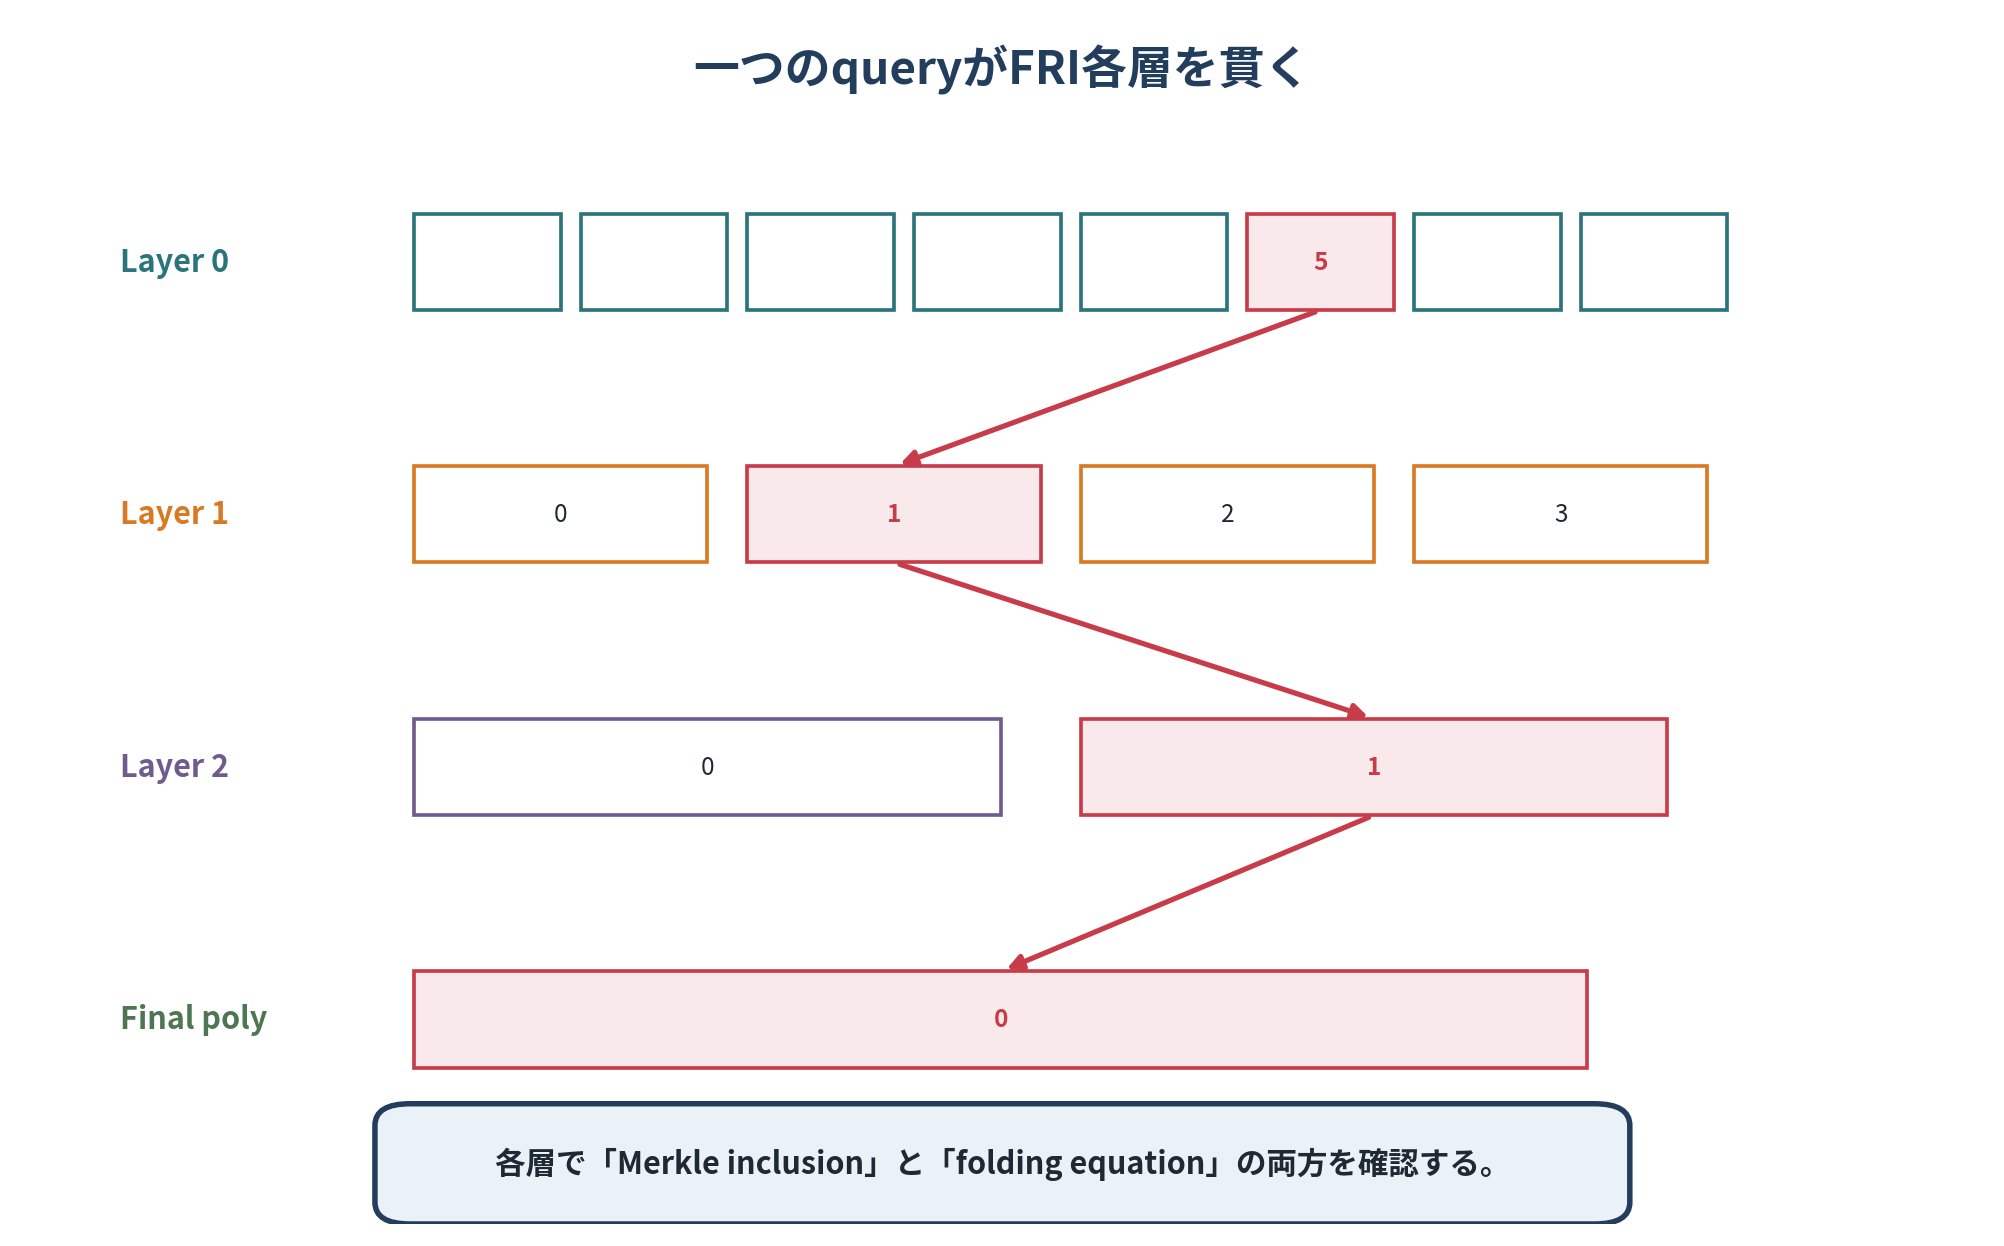 一つのqueryがFRI各層を貫く
Layer 0
5
Layer 1
0
1
2
3
Layer 2
0
1
Final poly
0
各層で「Merkle inclusion」と「folding equation」の両方を確認する。